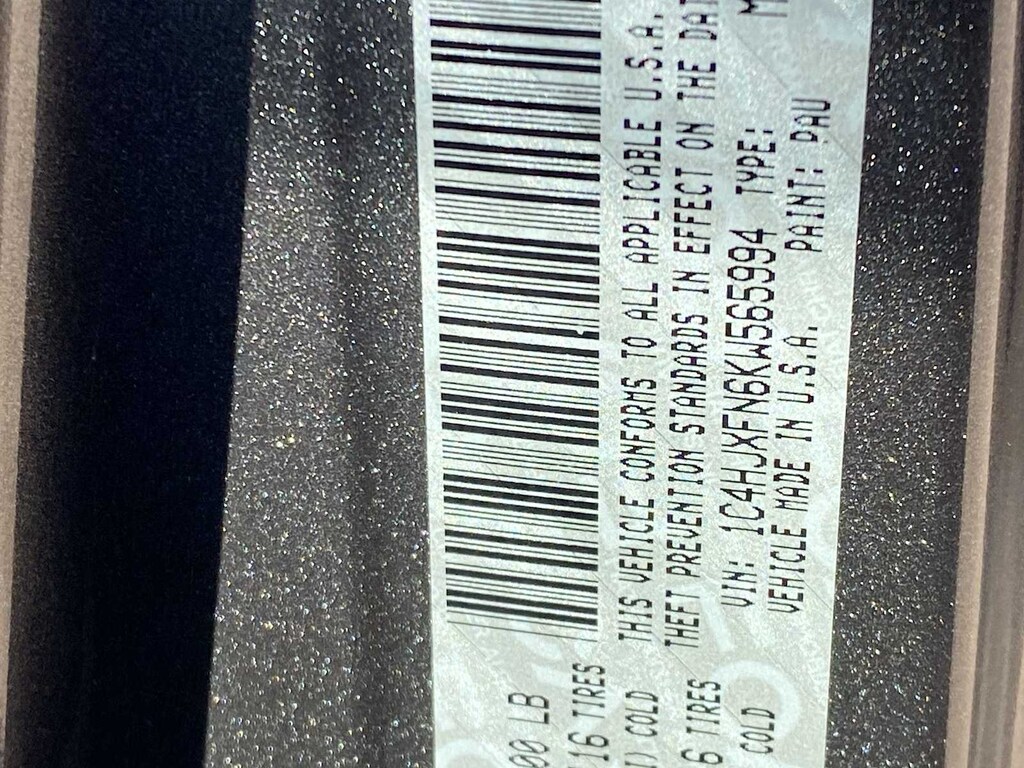 00 LB
16 TIRES
) COLD
6 TIRES
COLD
THIS VEHICLE CONFORMS TO ALL APPLICABLE U.S.A.
THEFT PREVENTION STANDARDS IN EFFECT ON THE DAT
VIN: 1C4HJXFN6KW565994 TYPE: M
VEHICLE MADE IN U.S.A. PAINT: PAU